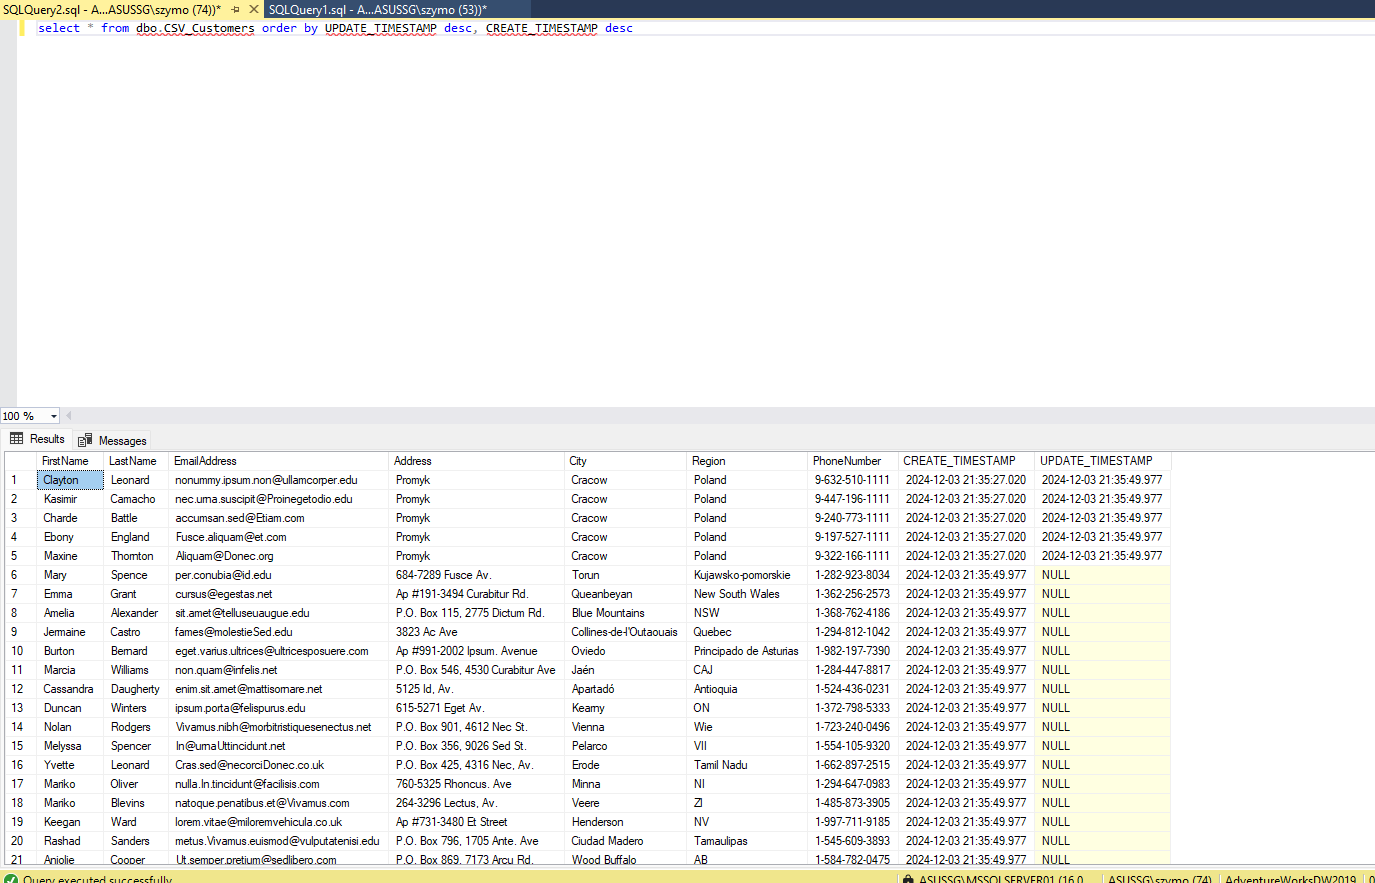 SQLQuery2.sql - A...ASUSSG\szymo (74))* SQLQuery1.sql - A...ASUSSG\szymo (53))*
select * from dbo.CSV_Customers order by UPDATE_TIMESTAMP desc, CREATE_TIMESTAMP desc
100 %
Results Messages
FirstName LastName EmailAddress Address City Region PhoneNumber CREATE_TIMESTAMP UPDATE_TIMESTAMP
1 Clayton Leonard nonummy.ipsum.non@ullamcorper.edu Promyk Cracow Poland 9-632-510-1111 2024-12-03 21:35:27.020 2024-12-03 21:35:49.977
2 Kasimir Camacho nec.urna.suscipit@Proinegetodio.edu Promyk Cracow Poland 9-447-196-1111 2024-12-03 21:35:27.020 2024-12-03 21:35:49.977
3 Charde Battle accumsan.sed@Etiam.com Promyk Cracow Poland 9-240-773-1111 2024-12-03 21:35:27.020 2024-12-03 21:35:49.977
4 Ebony England Fusce.aliquam@et.com Promyk Cracow Poland 9-197-527-1111 2024-12-03 21:35:27.020 2024-12-03 21:35:49.977
5 Maxine Thornton Aliquam@Donec.org Promyk Cracow Poland 9-322-166-1111 2024-12-03 21:35:27.020 2024-12-03 21:35:49.977
6 Mary Spence per.conubia@id.edu 684-7289 Fusce Av. Torun Kujawsko-pomorskie 1-282-923-8034 2024-12-03 21:35:49.977 NULL
7 Emma Grant cursus@egestas.net Ap #191-3494 Curabitur Rd. Queanbeyan New South Wales 1-362-256-2573 2024-12-03 21:35:49.977 NULL
8 Amelia Alexander sit.amet@telluseuaugue.edu P.O. Box 115, 2775 Dictum Rd. Blue Mountains NSW 1-368-762-4186 2024-12-03 21:35:49.977 NULL
9 Jermaine Castro fames@molestieSed.edu 3823 Ac Ave Collines-de-l'Outaouais Quebec 1-294-812-1042 2024-12-03 21:35:49.977 NULL
10 Burton Bernard eget.varius.ultrices@ultricesposuere.com Ap #991-2002 Ipsum. Avenue Oviedo Principado de Asturias 1-982-197-7390 2024-12-03 21:35:49.977 NULL
11 Marcia Williams non.quam@infelis.net P.O. Box 546, 4530 Curabitur Ave Jaén CAJ 1-284-447-8817 2024-12-03 21:35:49.977 NULL
12 Cassandra Daugherty enim.sit.amet@mattisornare.net 5125 Id, Av. Apartadó Antioquia 1-524-436-0231 2024-12-03 21:35:49.977 NULL
13 Duncan Winters ipsum.porta@felispurus.edu 615-5271 Eget Av. Kearny ON 1-372-798-5333 2024-12-03 21:35:49.977 NULL
14 Nolan Rodgers Vivamus.nibh@morbitristiquesenectus.net P.O. Box 901, 4612 Nec St. Vienna Wie 1-723-240-0496 2024-12-03 21:35:49.977 NULL
15 Melyssa Spencer In@urnaUttincidunt.net P.O. Box 356, 9026 Sed St. Pelarco VII 1-554-105-9320 2024-12-03 21:35:49.977 NULL
16 Yvette Leonard Cras.sed@necorciDonec.co.uk P.O. Box 425, 4316 Nec, Av. Erode Tamil Nadu 1-662-897-2515 2024-12-03 21:35:49.977 NULL
17 Mariko Oliver nulla.In.tincidunt@facilisis.com 760-5325 Rhoncus. Ave Minna NI 1-294-647-0983 2024-12-03 21:35:49.977 NULL
18 Mariko Blevins natoque.penatibus.et@Vivamus.com 264-3296 Lectus, Av. Veere ZI 1-485-873-3905 2024-12-03 21:35:49.977 NULL
19 Keegan Ward lorem.vitae@miloremvehicula.co.uk Ap #731-3480 Et Street Henderson NV 1-997-711-9185 2024-12-03 21:35:49.977 NULL
20 Rashad Sanders metus.Vivamus.euismod@vulputatenisi.edu P.O. Box 796, 1705 Ante. Ave Ciudad Madero Tamaulipas 1-545-609-3893 2024-12-03 21:35:49.977 NULL
21 Anjolie Cooper Ut.semper.pretium@sedlibero.com P.O. Box 869, 7173 Arcu Rd. Wood Buffalo AB 1-584-782-0475 2024-12-03 21:35:49.977 NULL
Query executed successfully. ASUSSG\MSSQLSERVER01 (16.0 ASUSSG\szymo (74) AdventureWorksDW2019 0